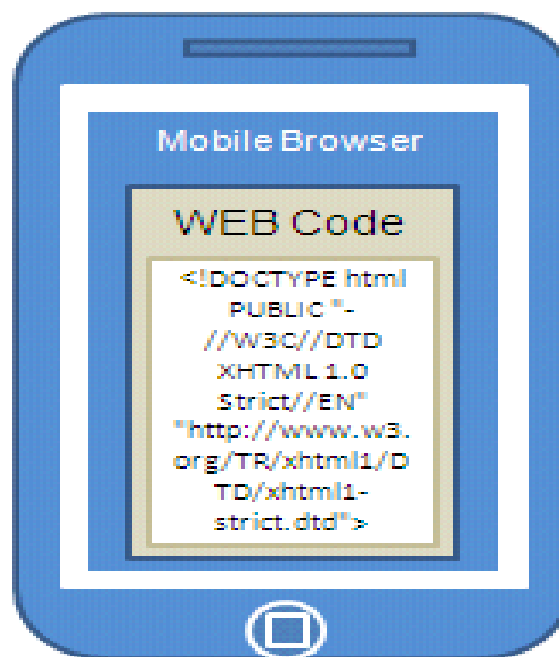 Mobile Browser
WEB Code
<!DOCTYPE html
PUBLIC "-
//W3C//DTD
XHTML 1.0
Strict//EN"
"http://www.w3.
org/TR/xhtml1/D
TD/xhtml1-
strict.dtd">